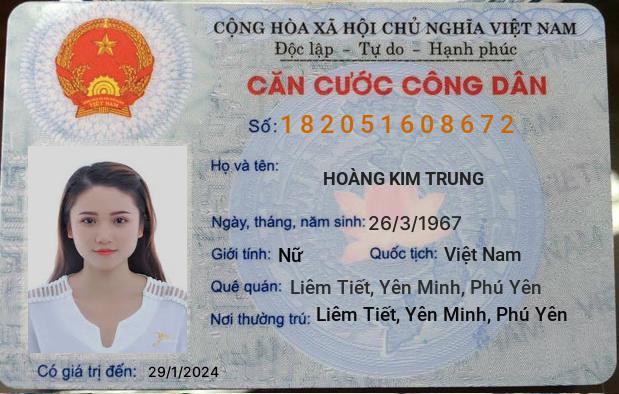 CỘNG HÒA XÃ HỘI CHỦ NGHĨA VIỆT NAM
Độc lập - Tự do - Hạnh phúc
CĂN CƯỚC CÔNG DÂN
Số: 182051608672
Họ và tên:
HOÀNG KIM TRUNG
Ngày, tháng, năm sinh: 26/3/1967
Giới tính: Nữ Quốc tịch: Việt Nam
Quê quán: Liêm Tiết, Yên Minh, Phú Yên
Nơi thường trú: Liêm Tiết, Yên Minh, Phú Yên
Có giá trị đến: 29/1/2024
VIỆT NAM